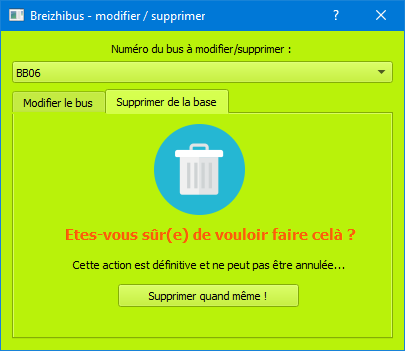 Breizhibus - modifier / supprimer
Numéro du bus à modifier/supprimer :
BB06
Modifier le bus
Supprimer de la base
Etes-vous sûr(e) de vouloir faire celà ?
Cette action est définitive et ne peut pas être annulée...
Supprimer quand même !